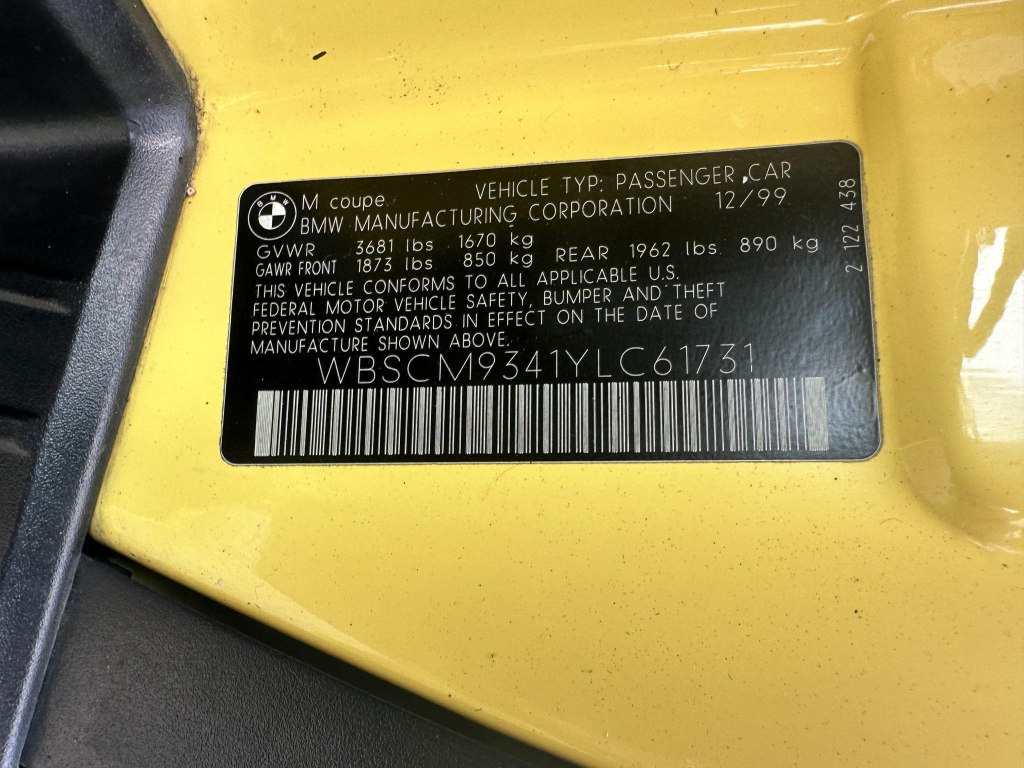 BMW
M coupe VEHICLE TYP: PASSENGER CAR
BMW MANUFACTURING CORPORATION 12/99
GVWR 3681 lbs 1670 kg
GAWR FRONT 1873 lbs 850 kg REAR 1962 lbs 890 kg
THIS VEHICLE CONFORMS TO ALL APPLICABLE U.S.
FEDERAL MOTOR VEHICLE SAFETY, BUMPER AND THEFT
PREVENTION STANDARDS IN EFFECT ON THE DATE OF
MANUFACTURE SHOWN ABOVE.
WBSCM9341YLC61731
2 122 438